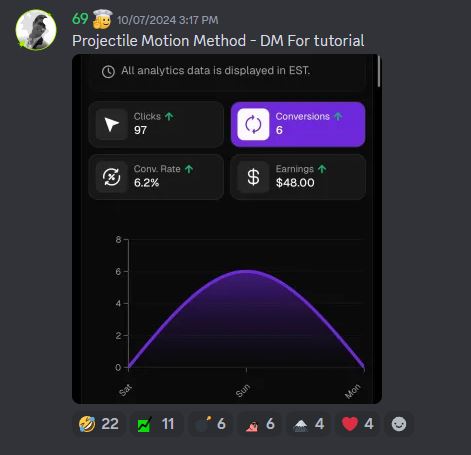 69 10/07/2024 3:17 PM
Projectile Motion Method - DM For tutorial
All analytics data is displayed in EST.
Clicks
97
Conversions
6
Conv. Rate
6.2%
Earnings
$48.00
8
6
4
2
0
Sat Sun Mon
22 11 6 6 4 4